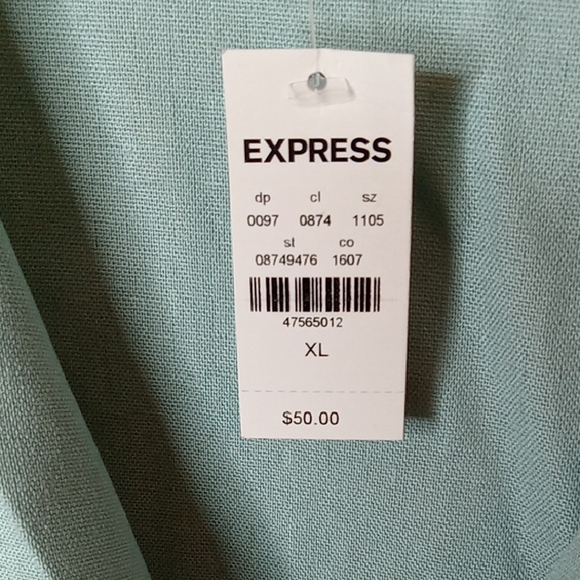 EXPRESS
dp cl sz
0097 0874 1105
st co
08749476 1607
47565012
XL
$50.00